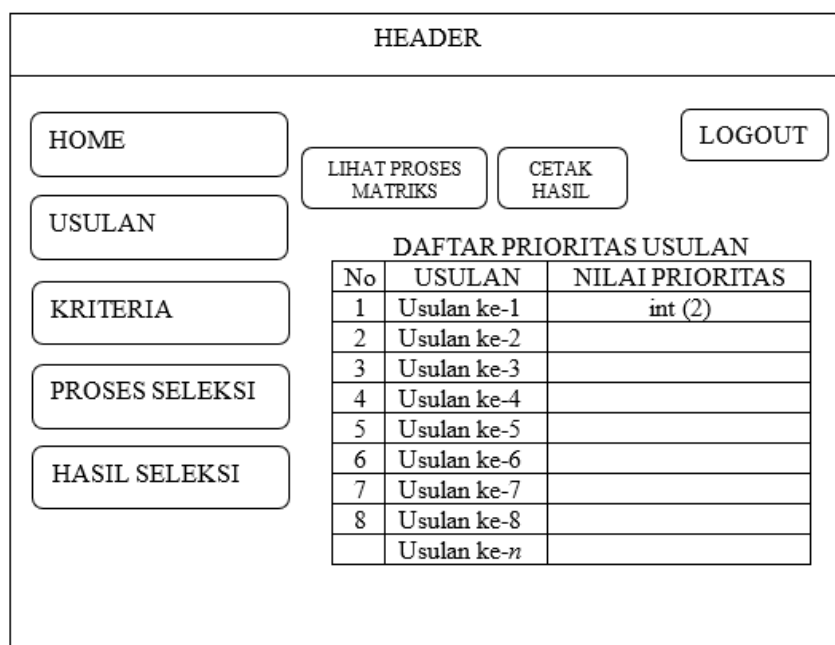 HEADER
HOME
USULAN
KRITERIA
PROSES SELEKSI
HASIL SELEKSI
LIHAT PROSES
MATRIKS
CETAK
HASIL
LOGOUT
DAFTAR PRIORITAS USULAN
No USULAN NILAI PRIORITAS
1 Usulan ke-1 int (2)
2 Usulan ke-2
3 Usulan ke-3
4 Usulan ke-4
5 Usulan ke-5
6 Usulan ke-6
7 Usulan ke-7
8 Usulan ke-8
Usulan ke-n